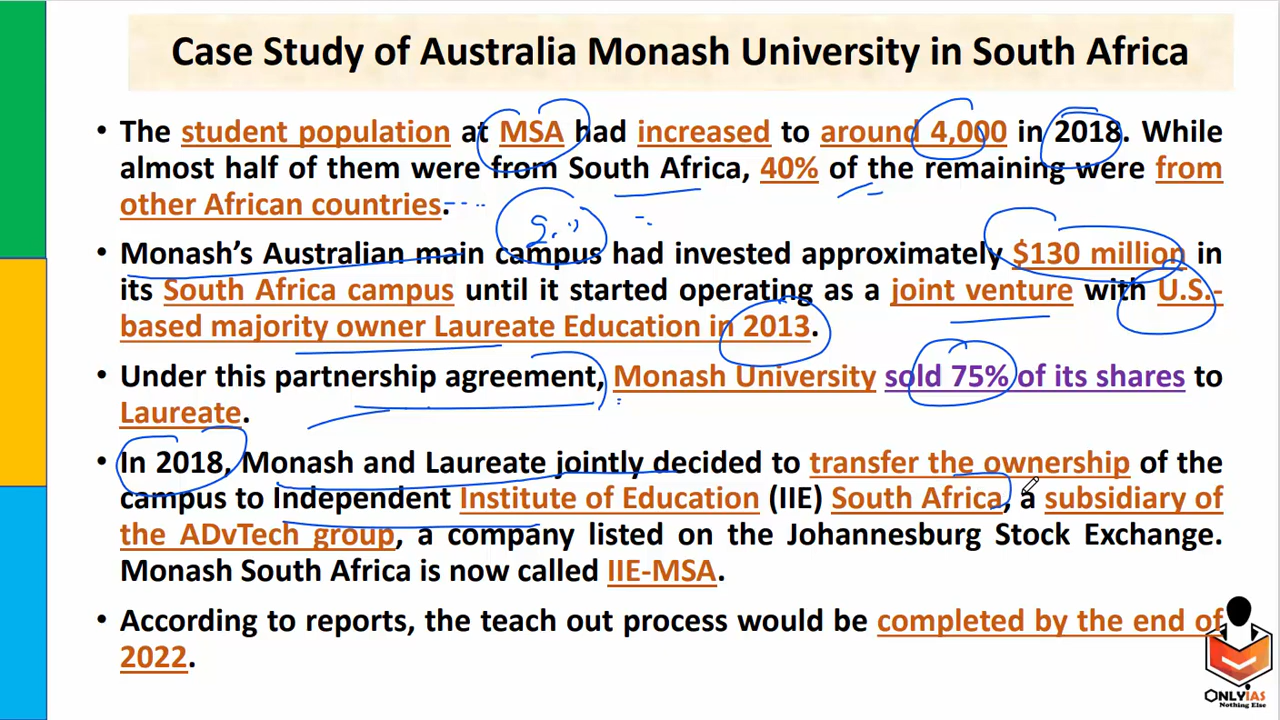 Case Study of Australia Monash University in South Africa
• The student population at MSA had increased to around 4,000 in 2018. While
almost half of them were from South Africa, 40% of the remaining were from
other African countries.
• Monash's Australian main campus had invested approximately $130 million in
its South Africa campus until it started operating as a joint venture with U.S.-
based majority owner Laureate Education in 2013.
• Under this partnership agreement, Monash University sold 75% of its shares to
Laureate.
• In 2018, Monash and Laureate jointly decided to transfer the ownership of the
campus to Independent Institute of Education (IIE) South Africa, a subsidiary of
the ADvTech group, a company listed on the Johannesburg Stock Exchange.
Monash South Africa is now called IIE-MSA.
• According to reports, the teach out process would be completed by the end of
2022.
ONLYIAS
Nothing Else